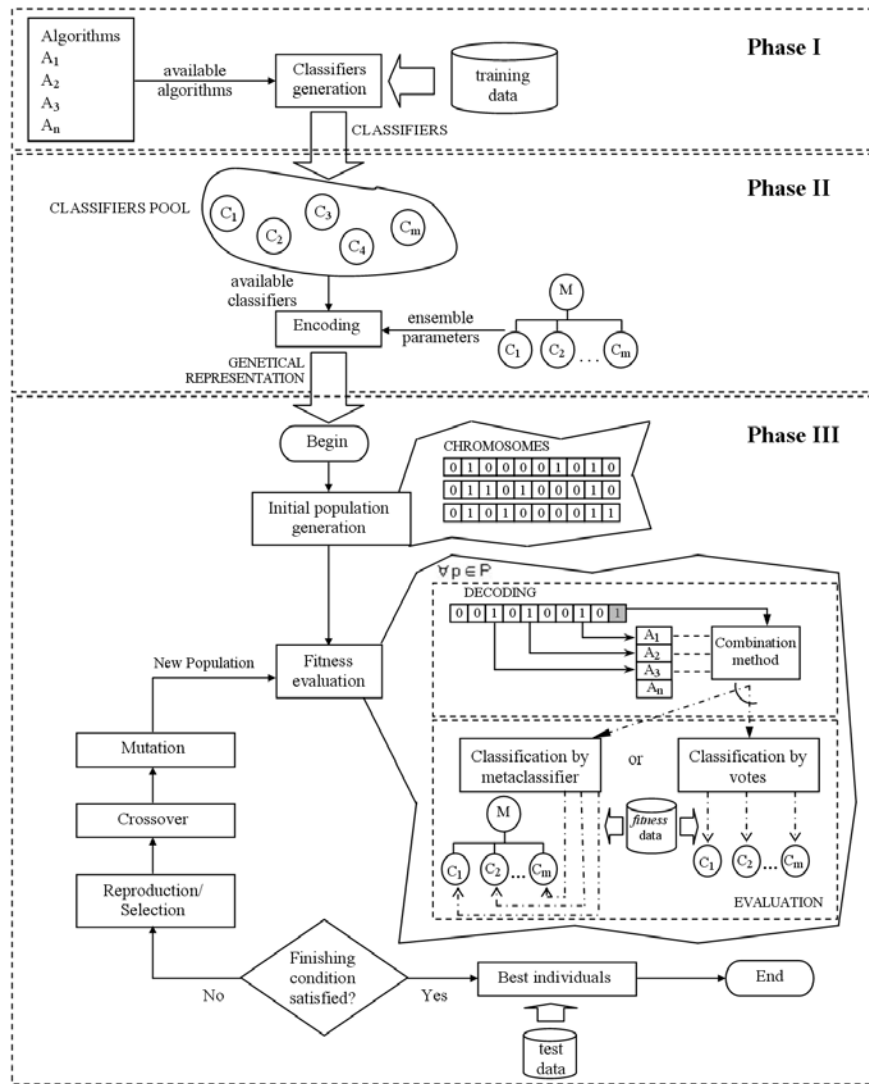 Algorithms
A1
A2
A3
An
available
algorithms
Classifiers
generation
training
data
Phase I
CLASSIFIERS
Phase II
CLASSIFIERS POOL
C1
C2
C3
C4
Cm
available
classifiers
Encoding
ensemble
parameters
M
C1 C2 ... Cm
GENETICAL
REPRESENTATION
Phase III
Begin
Initial population
generation
CHROMOSOMES
0 1 0 0 0 0 1 0 1 0
0 1 1 0 1 0 0 0 1 0
0 1 0 1 0 0 0 0 1 1
∀p∈P
DECODING
0 0 1 0 1 0 0 1 0 1
A1
A2
A3
An
Combination
method
New Population
Fitness
evaluation
Mutation
Crossover
Reproduction/
Selection
Classification by
metaclassifier
or
Classification by
votes
M
C1 C2 ... Cm
fitness
data
C1 C2 ... Cm
EVALUATION
Finishing
condition
satisfied?
No
Yes
Best individuals
End
test
data